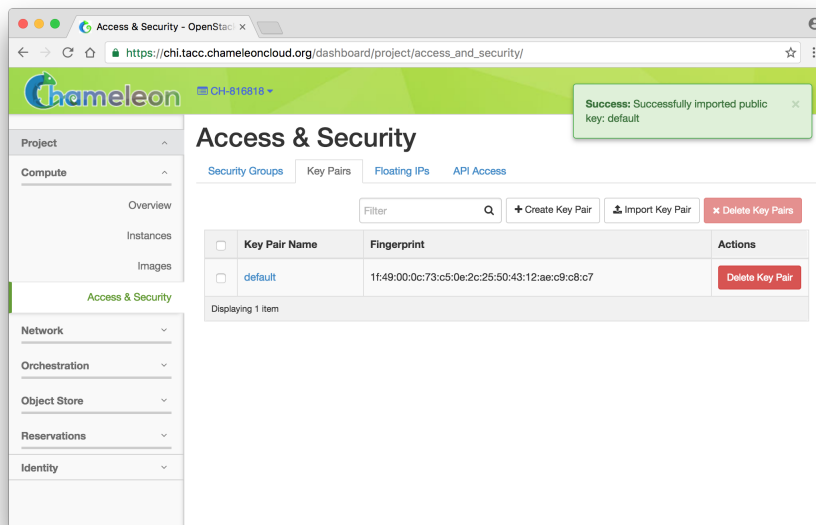 Access & Security - OpenStac
https://chi.tacc.chameleoncloud.org/dashboard/project/access_and_security/
Chameleon
CH-816818
Success: Successfully imported public
key: default
Project
Compute
Overview
Instances
Images
Access & Security
Network
Orchestration
Object Store
Reservations
Identity
Access & Security
Security Groups Key Pairs Floating IPs API Access
Filter + Create Key Pair Import Key Pair × Delete Key Pairs
Key Pair Name Fingerprint Actions
default 1f:49:00:0c:73:c5:0e:2c:25:50:43:12:ae:c9:c8:c7 Delete Key Pair
Displaying 1 item